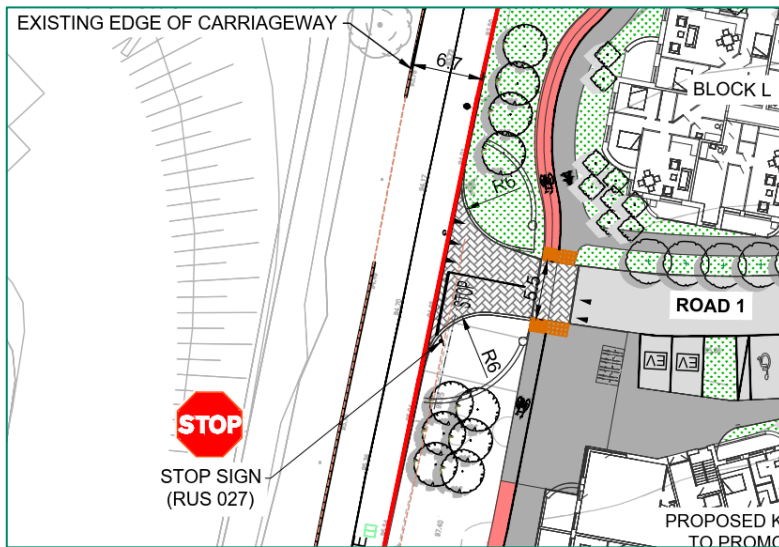 EXISTING EDGE OF CARRIAGEWAY
6.7
BLOCK L
R6
STOP
5.5
ROAD 1
R6
EV
EV
STOP
STOP SIGN
(RUS 027)
PROPOSED K
TO PROMO
E